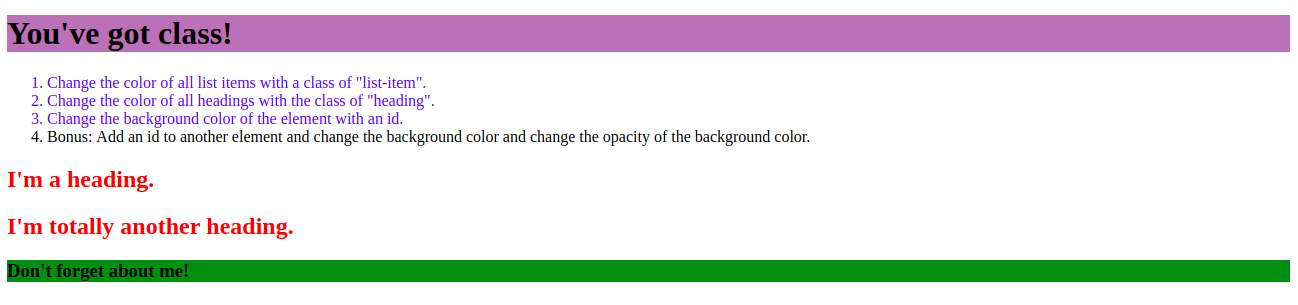 You've got class!
1. Change the color of all list items with a class of "list-item".
2. Change the color of all headings with the class of "heading".
3. Change the background color of the element with an id.
4. Bonus: Add an id to another element and change the background color and change the opacity of the background color.
I'm a heading.
I'm totally another heading.
Don't forget about me!